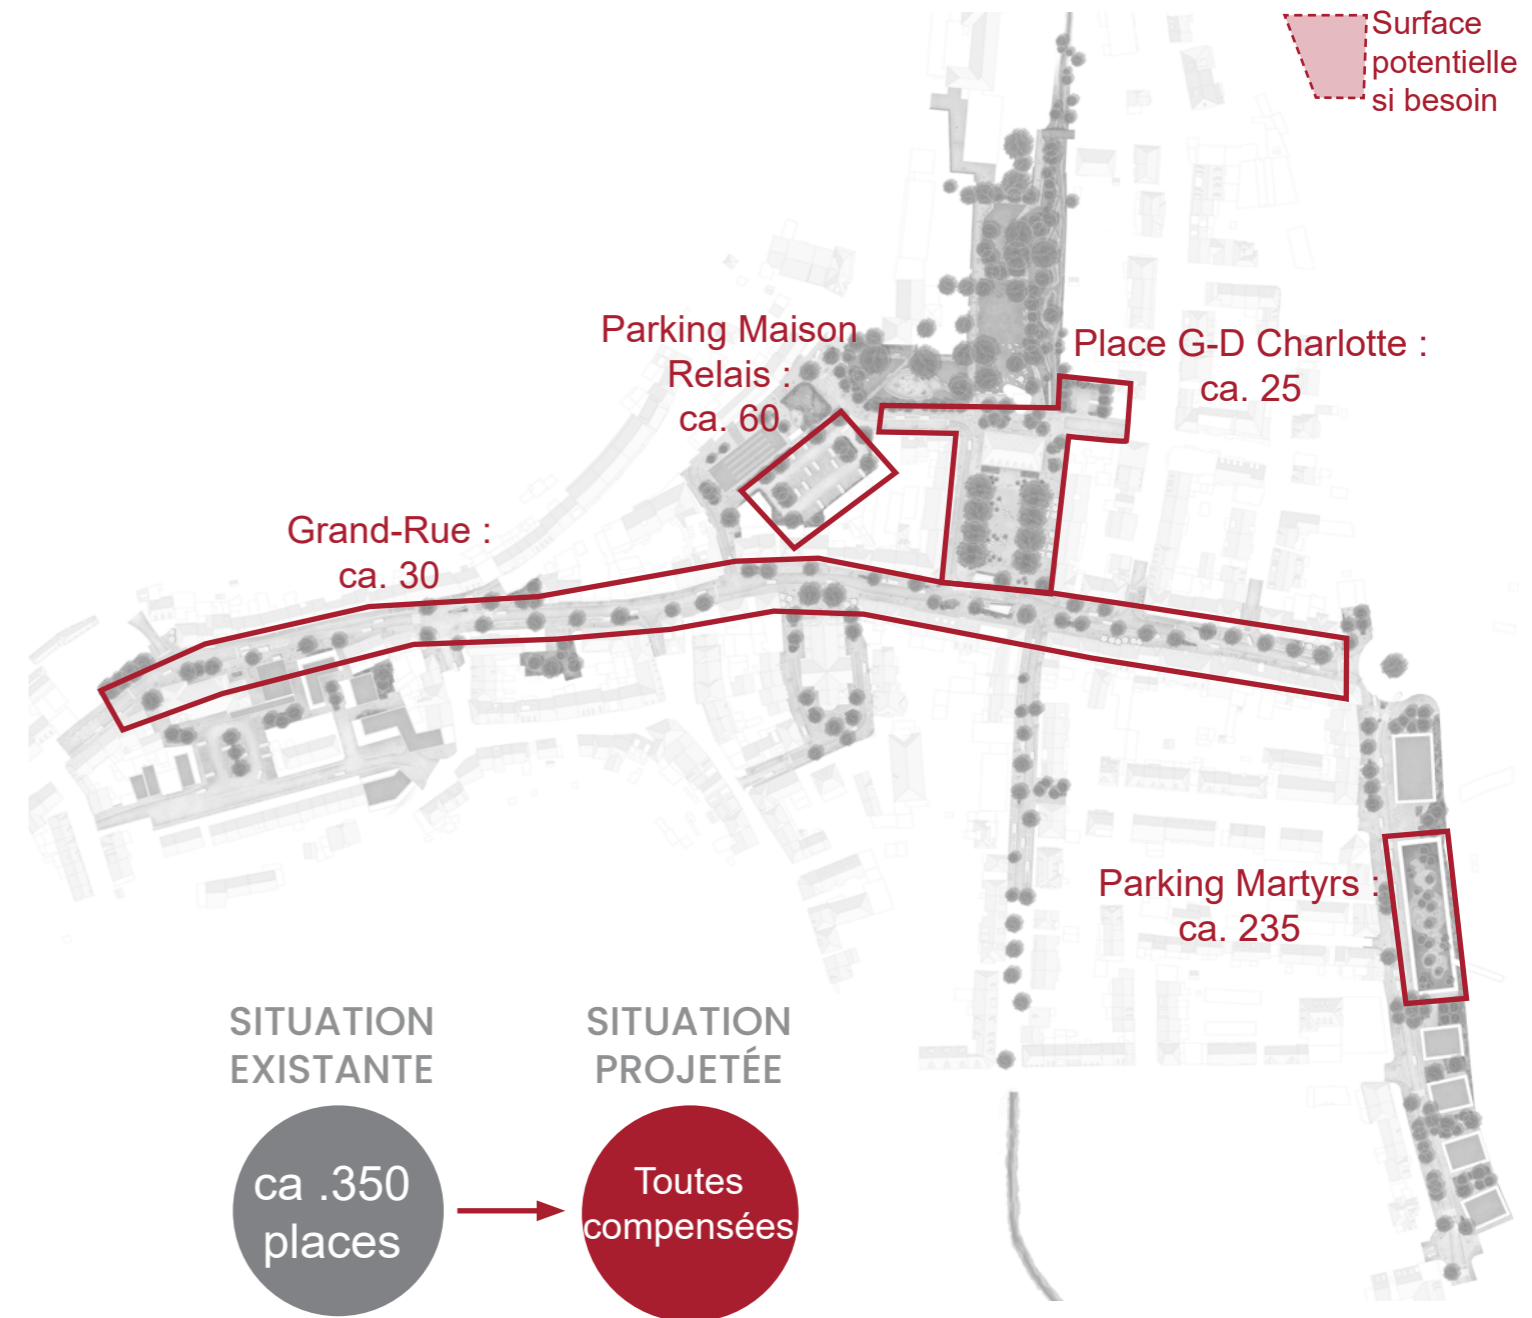 Surface
potentielle
si besoin
Parking Maison
Relais :
ca. 60
Place G-D Charlotte :
ca. 25
Grand-Rue :
ca. 30
Parking Martyrs :
ca. 235
SITUATION
EXISTANTE
ca .350
places
SITUATION
PROJETÉE
Toutes
compensées